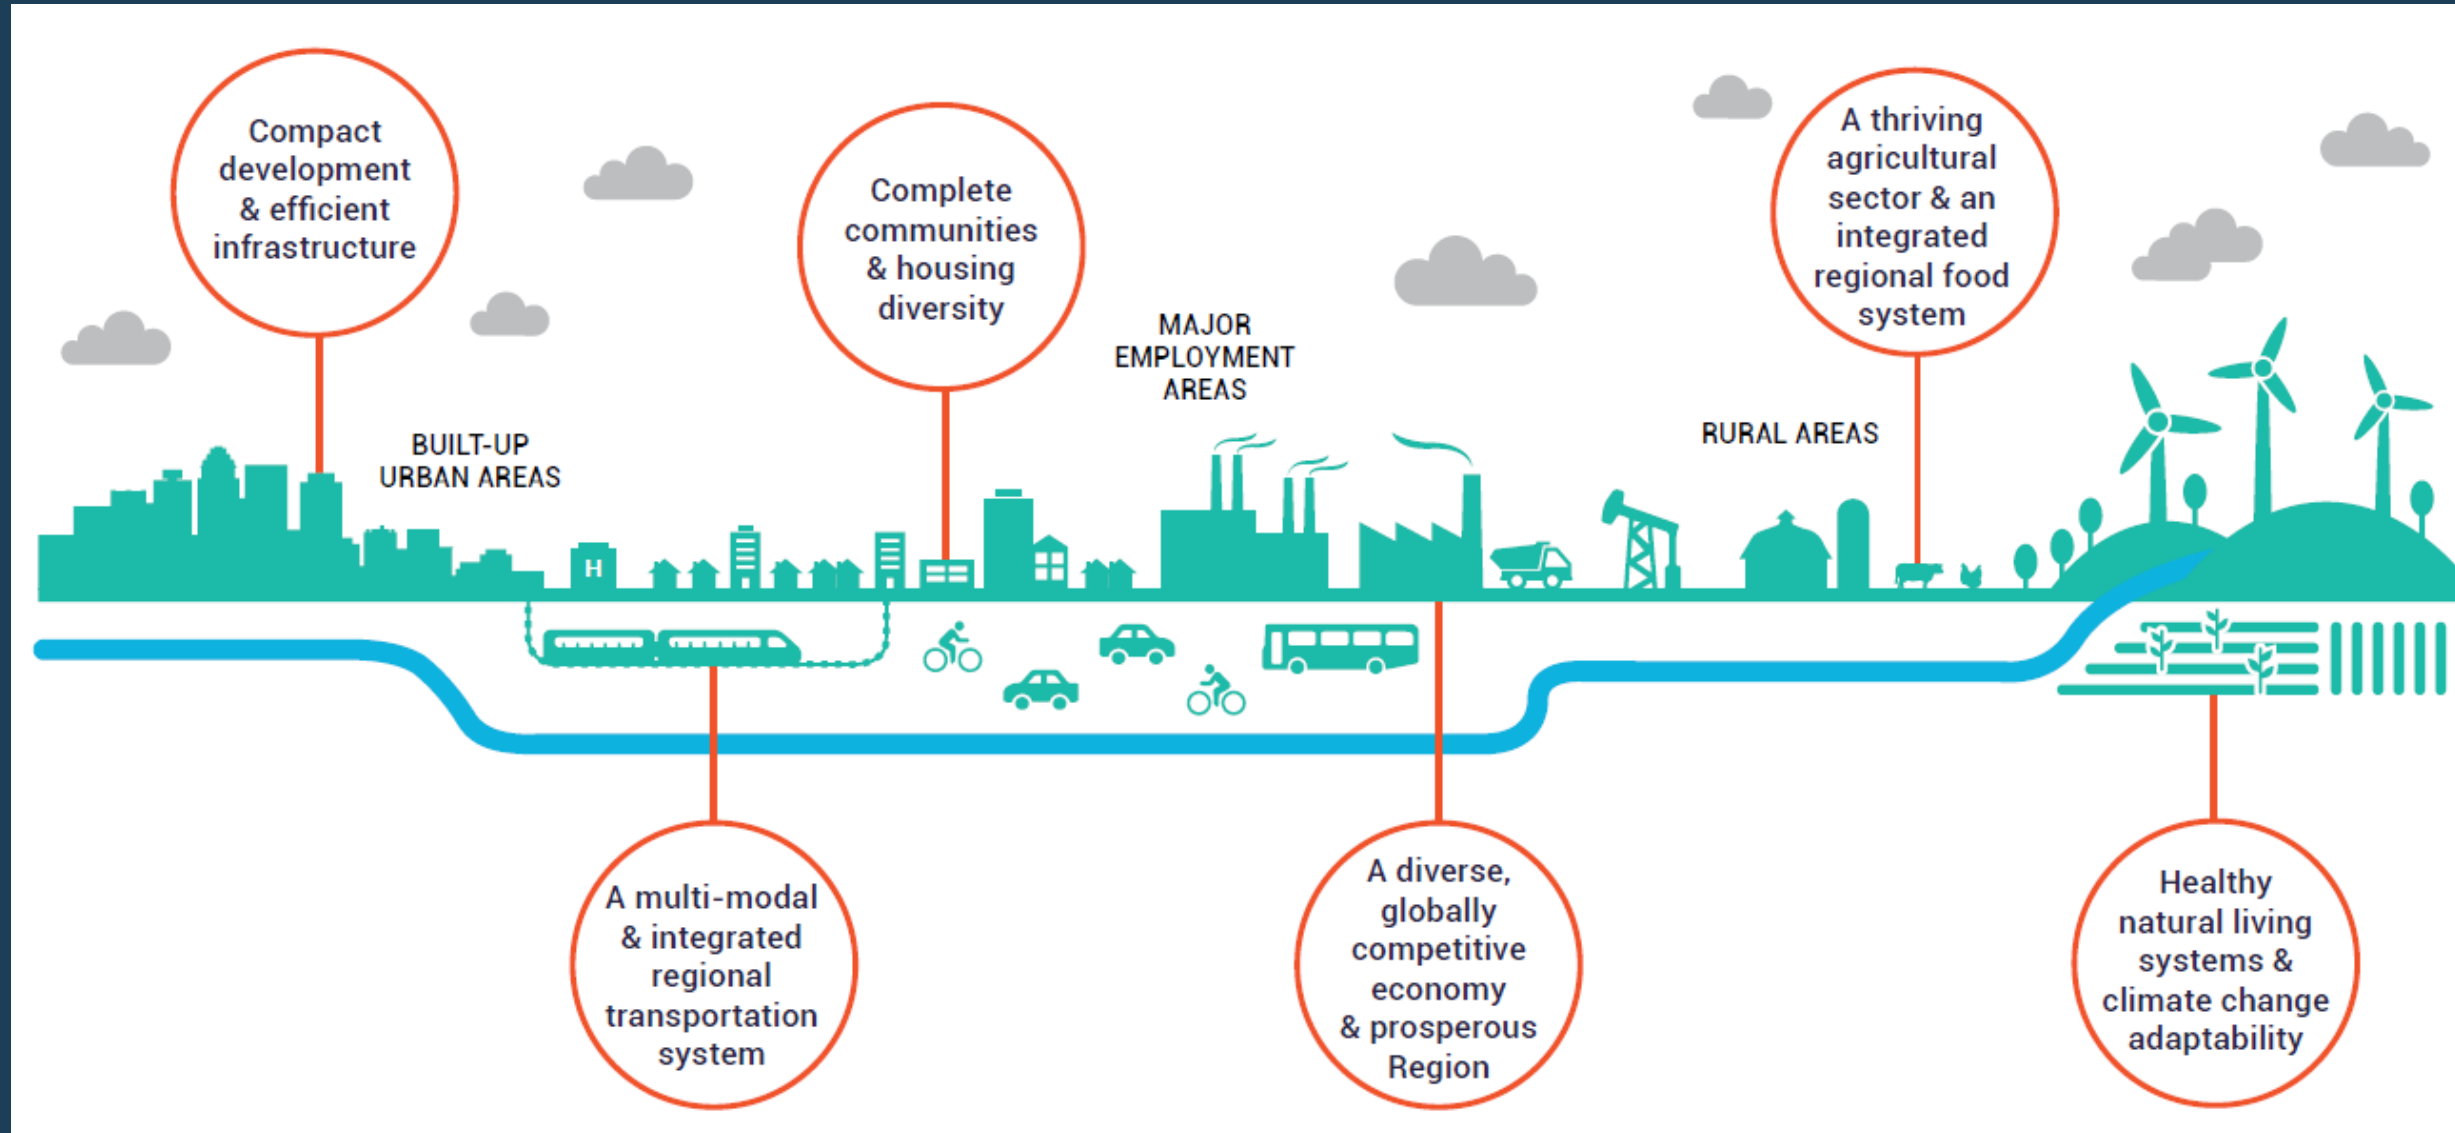 Compact
development
& efficient
infrastructure
BUILT-UP
URBAN AREAS
Complete
communities
& housing
diversity
MAJOR
EMPLOYMENT
AREAS
RURAL AREAS
A thriving
agricultural
sector & an
integrated
regional food
system
H
A multi-modal
& integrated
regional
transportation
system
A diverse,
globally
competitive
economy
& prosperous
Region
Healthy
natural living
systems &
climate change
adaptability